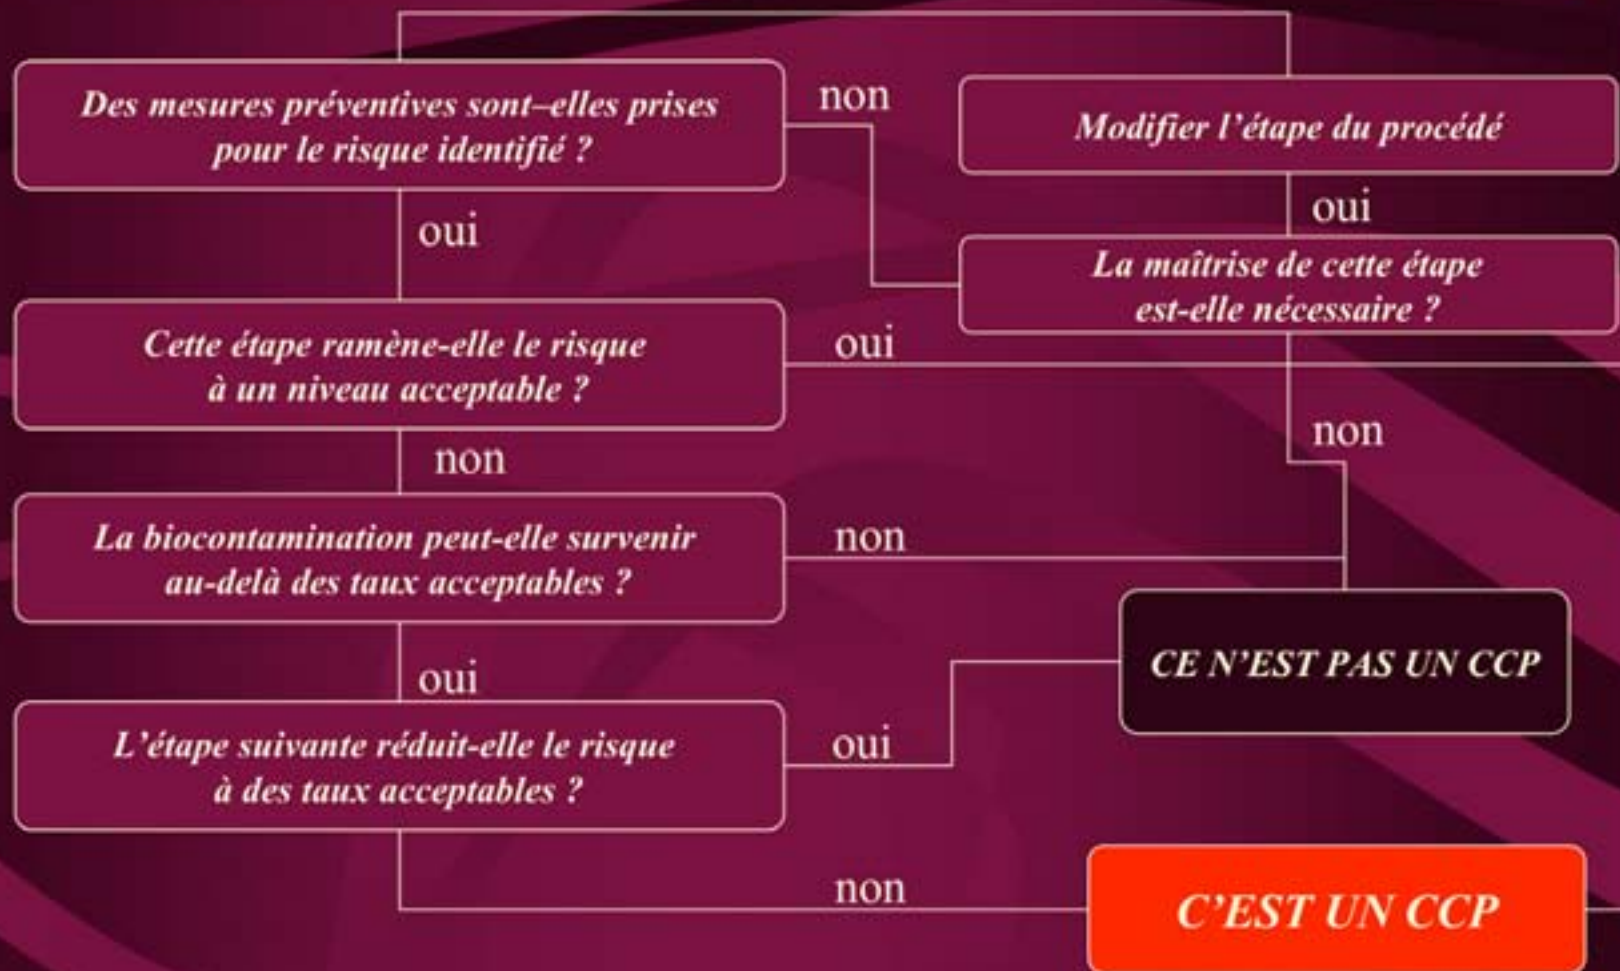 Des mesures préventives sont–elles prises
pour le risque identifié ?
non
Modifier l’étape du procédé
oui
oui
La maîtrise de cette étape
est-elle nécessaire ?
Cette étape ramène-elle le risque
à un niveau acceptable ?
oui
non
non
La biocontamination peut-elle survenir
au-delà des taux acceptables ?
non
CE N’EST PAS UN CCP
oui
L’étape suivante réduit-elle le risque
à des taux acceptables ?
oui
non
C’EST UN CCP